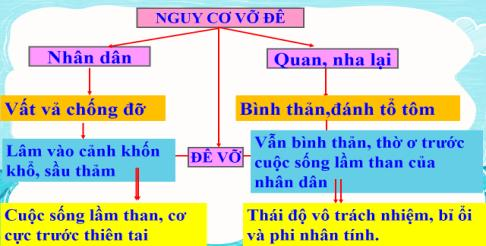 NGUY CƠ VỠ ĐÊ
Nhân dân
Quan, nha lại
Vất vả chống đỡ
Bình thản,đánh tổ tôm
Lâm vào cảnh khốn
khổ, sầu thảm
ĐÊ VỠ
Vẫn bình thản, thờ ơ trước
cuộc sống lầm than của
nhân dân
Cuộc sống lầm than, cơ
cực trước thiên tai
Thái độ vô trách nhiệm, bỉ ổi
và phi nhân tính.